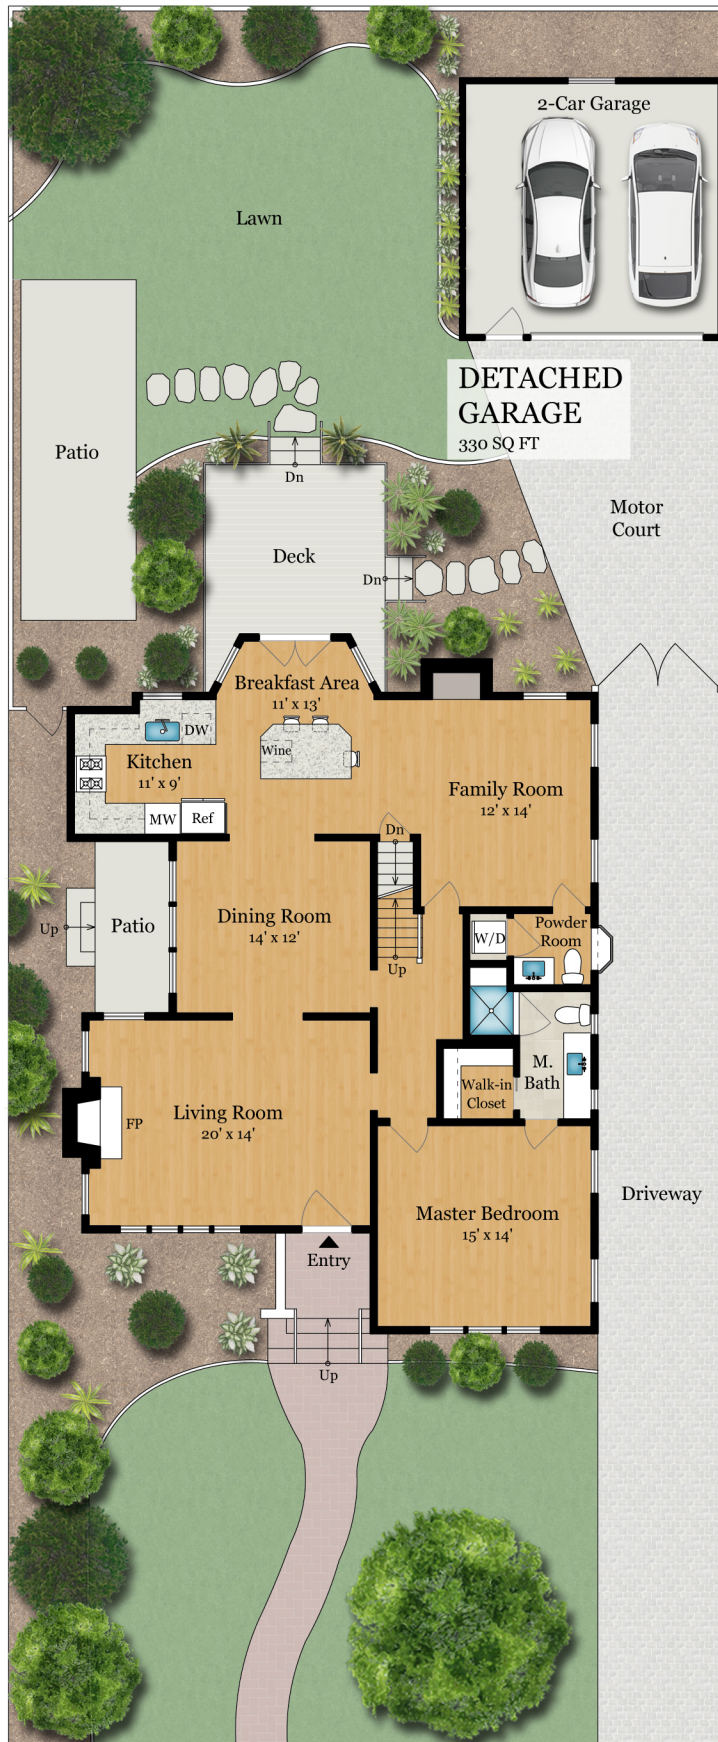 2-Car Garage
Lawn
DETACHED
GARAGE
330 SQ FT
Patio
Dn
Motor
Court
Deck
Dn
Breakfast Area
11' x 13'
DW
Wine
Kitchen
11' x 9'
MW
Ref
Family Room
12' x 14'
Dn
Dining Room
14' x 12'
Patio
Up
Up
W/D
Powder
Room
M.
Bath
Walk-in
Closet
FP
Living Room
20' x 14'
Driveway
Master Bedroom
15' x 14'
Entry
Up